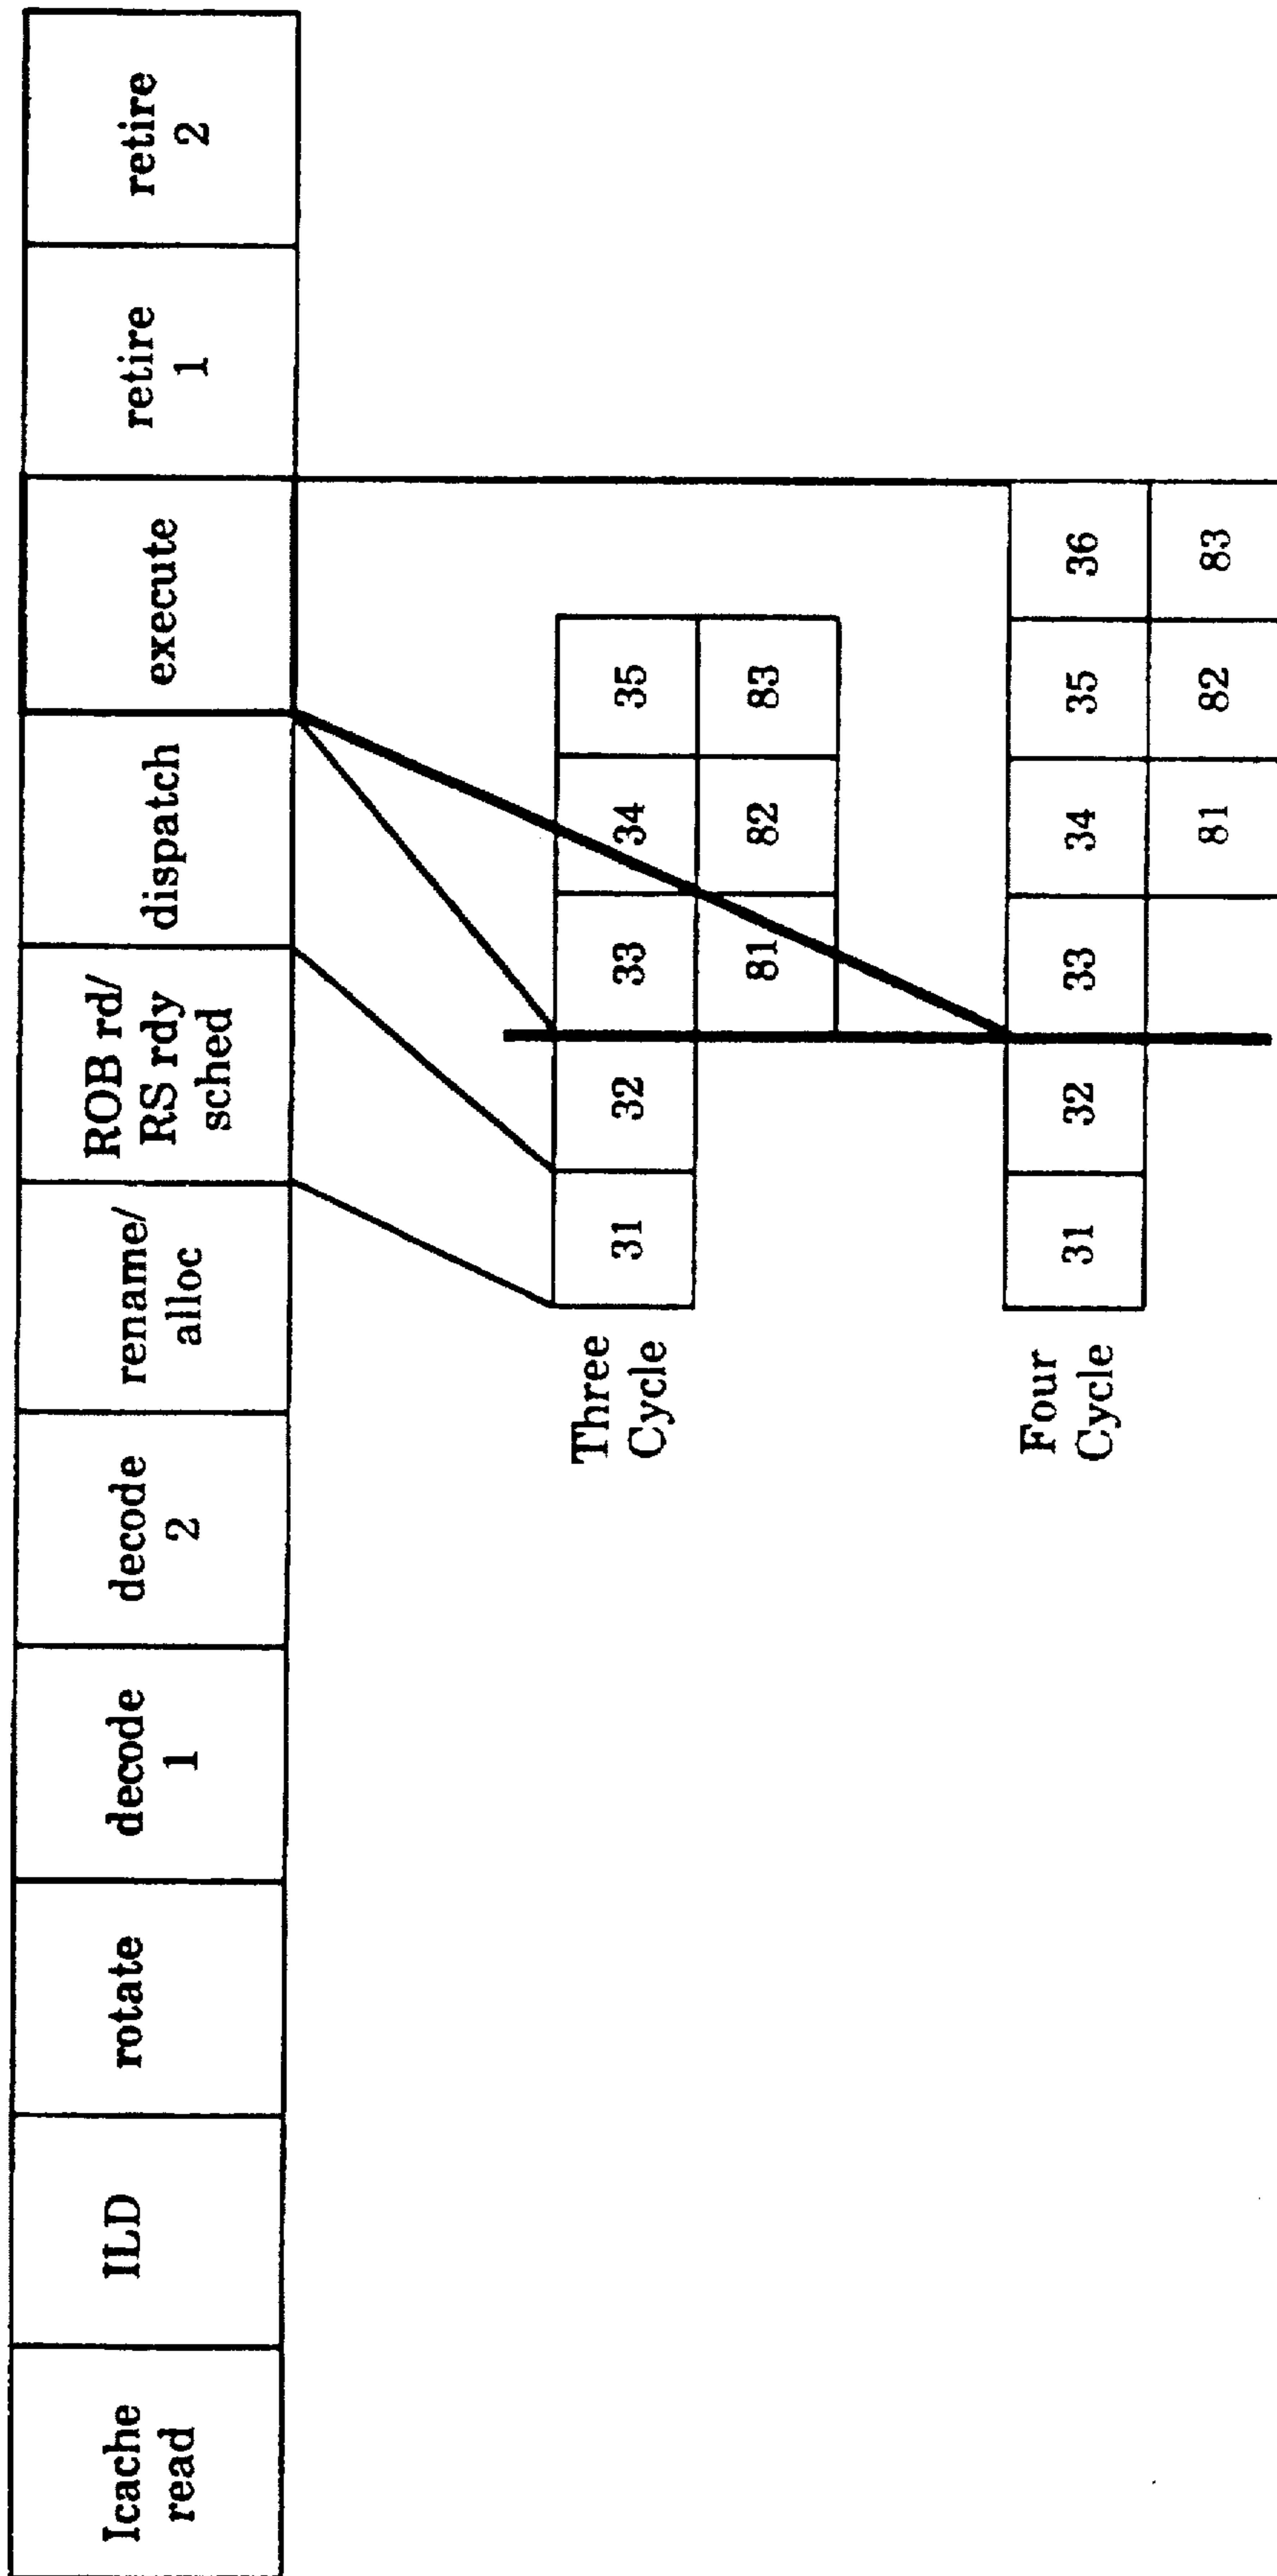 Icache
read
ILD
rotate
decode
1
decode
2
rename/
alloc
ROB rd/
RS rdy
sched
dispatch
execute
retire
1
retire
2
Three
Cycle
31
32
33
34
35
81
82
83
Four
Cycle
31
32
33
34
35
36
81
82
83